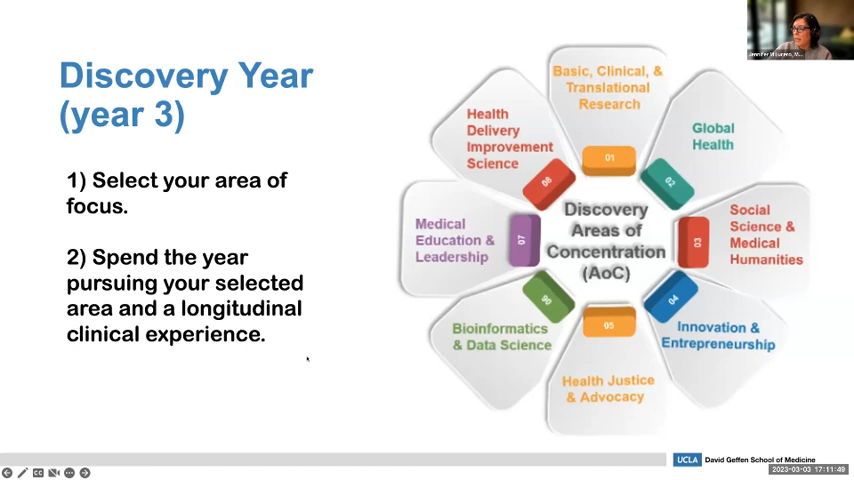 Discovery Year
(year 3)
1) Select your area of
focus.
2) Spend the year
pursuing your selected
area and a longitudinal
clinical experience.
Discovery
Areas of
Concentration
(AoC)
Basic, Clinical, &
Translational
Research
01
Global
Health
02
Social
Science &
Medical
Humanities
03
Innovation &
Entrepreneurship
04
Health Justice
& Advocacy
05
Bioinformatics
& Data Science
06
Medical
Education &
Leadership
07
Health
Delivery
Improvement
Science
08
UCLA David Geffen School of Medicine
2023-03-03 17:11:49
CC